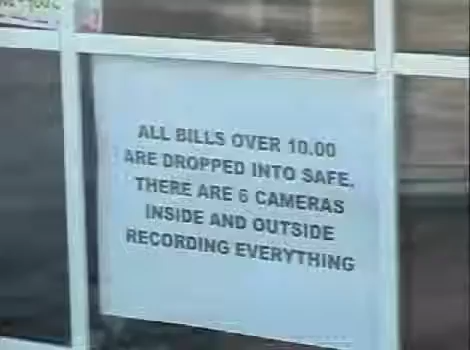 ALL BILLS OVER 10.00
ARE DROPPED INTO SAFE.
THERE ARE 6 CAMERAS
INSIDE AND OUTSIDE
RECORDING EVERYTHING